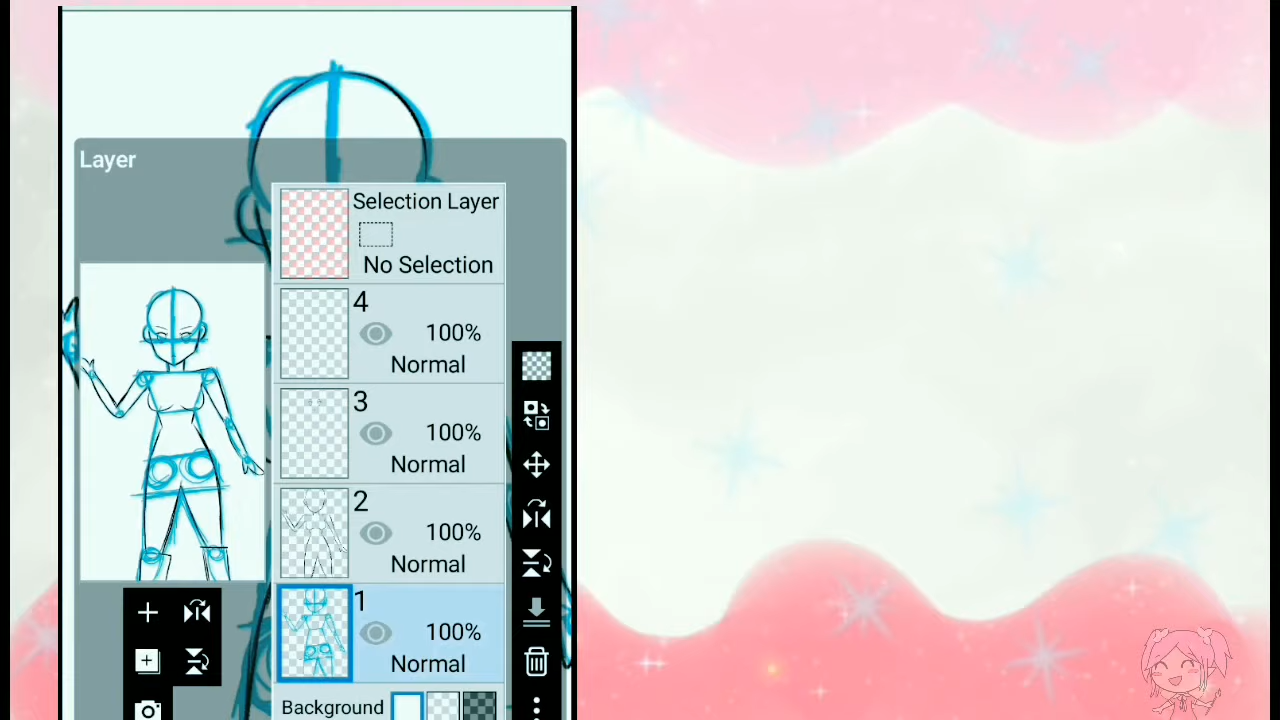 Layer
Selection Layer
No Selection
4
100%
Normal
3
100%
Normal
2
100%
Normal
1
100%
Normal
Background